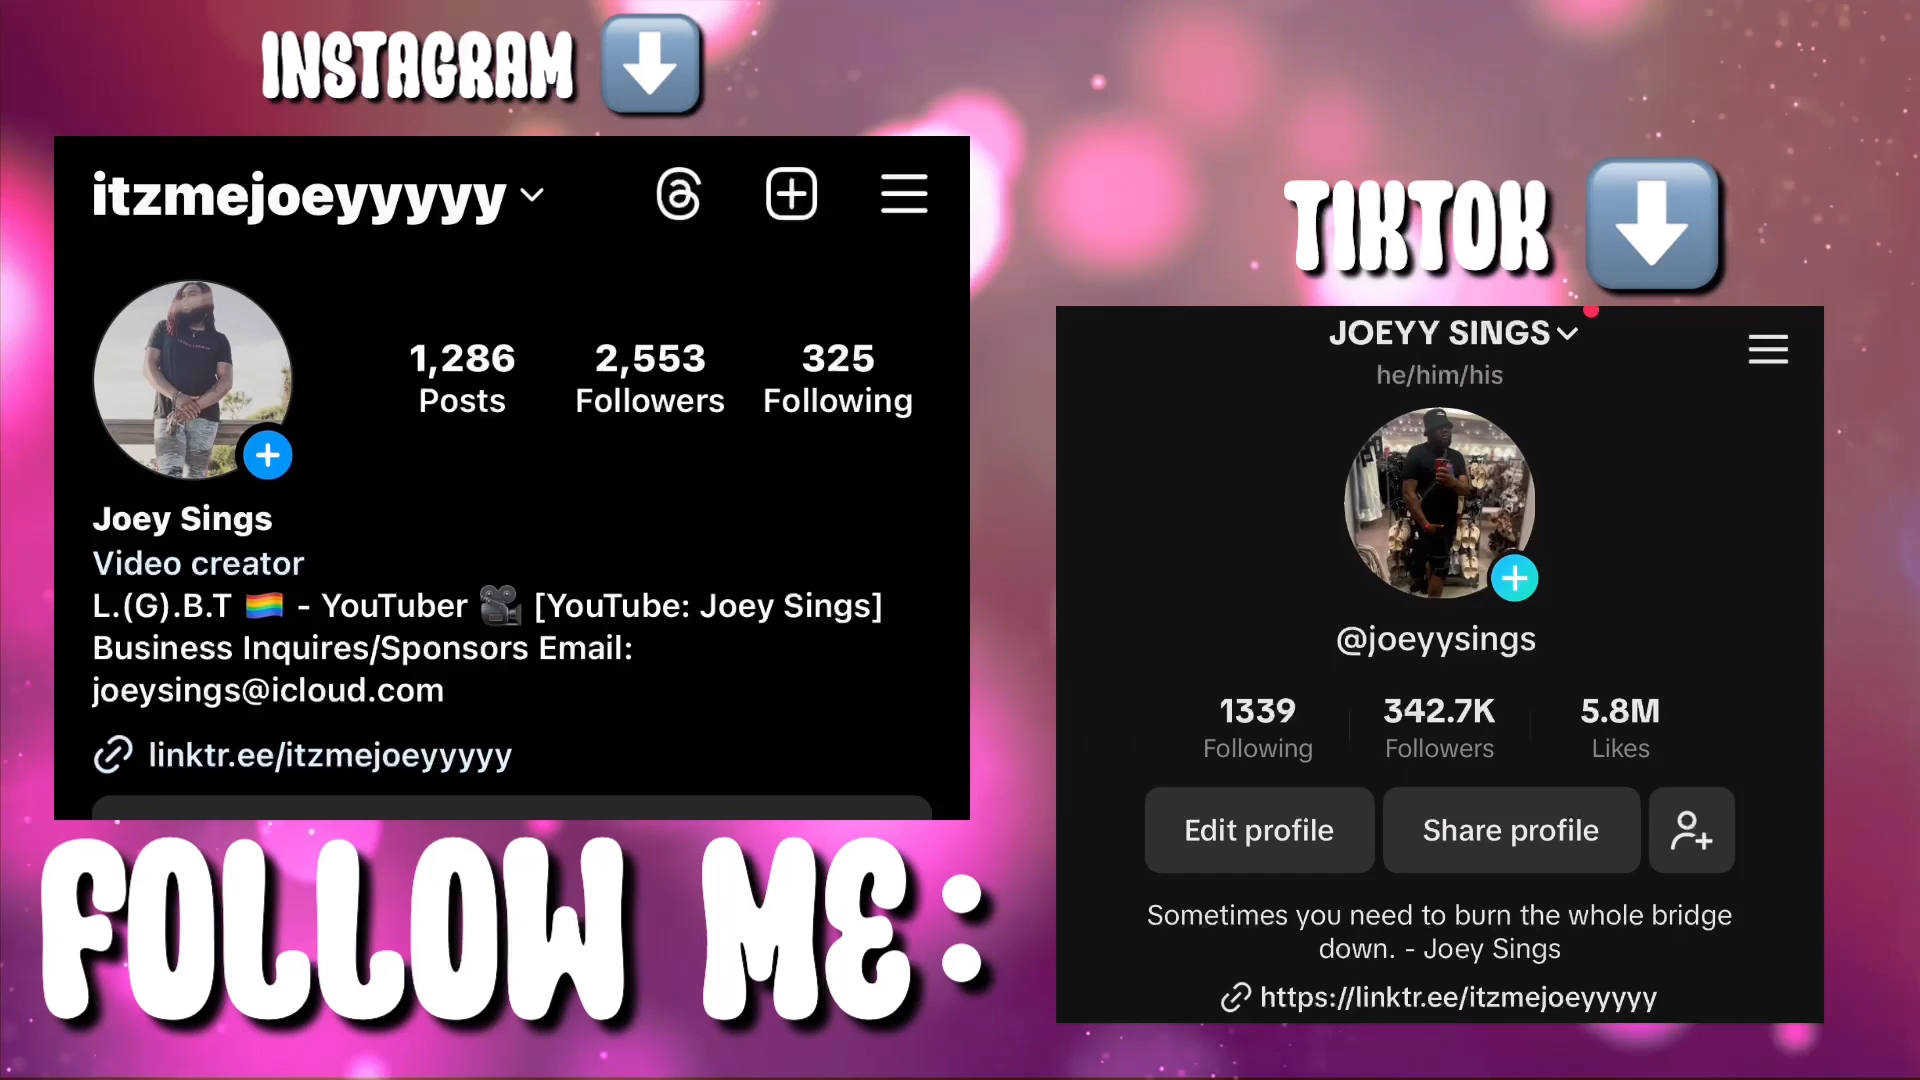 INSTAGRAM ⬇️
itzmejoeyyyyy
1,286 2,553 325
Posts Followers Following
Joey Sings
Video creator
L.(G).B.T 🏳️‍🌈 - YouTuber 🎥 [YouTube: Joey Sings]
Business Inquires/Sponsors Email:
joeysings@icloud.com
linktr.ee/itzmejoeyyyyy
FOLLOW ME:
TIKTOK ⬇️
JOEYY SINGS
he/him/his
@joeyysings
1339 342.7K 5.8M
Following Followers Likes
Edit profile Share profile
Sometimes you need to burn the whole bridge
down. - Joey Sings
https://linktr.ee/itzmejoeyyyyy